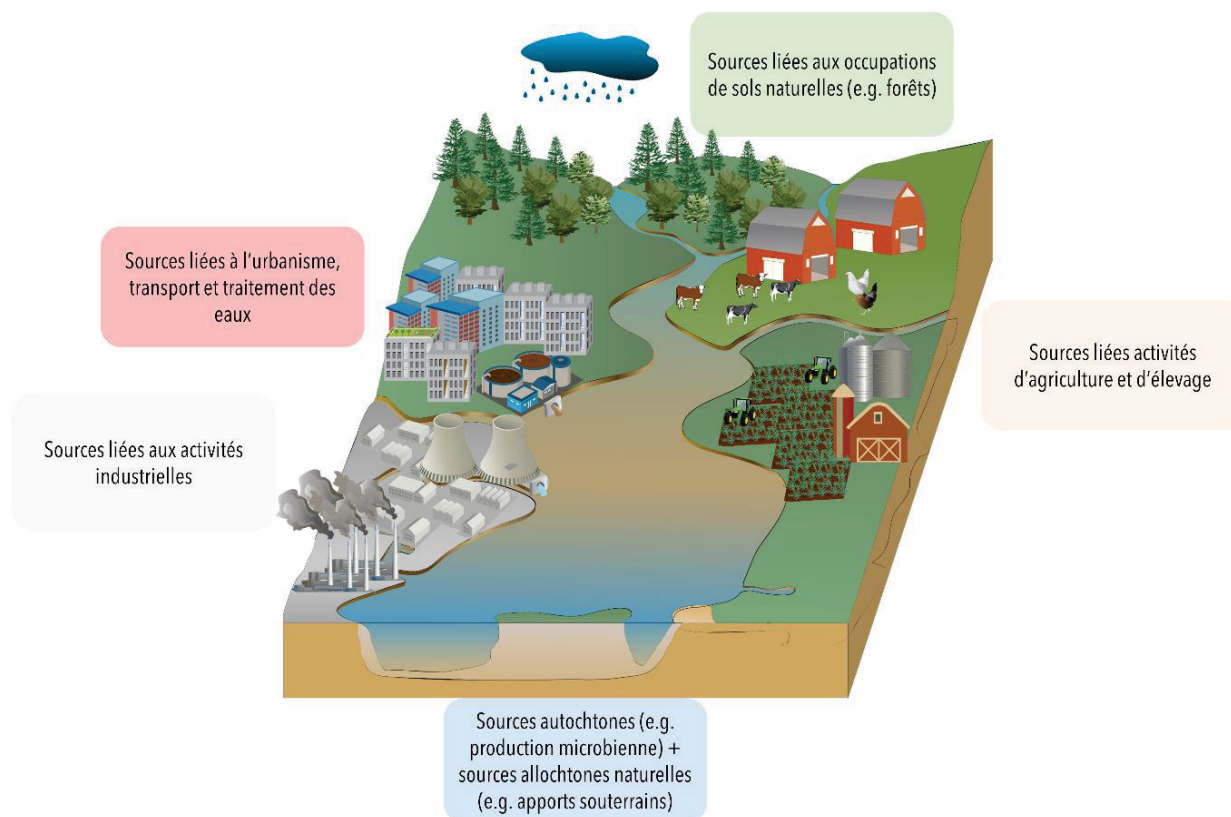 Sources liées aux occupations
de sols naturelles (e.g. forêts)
Sources liées à l'urbanisme,
transport et traitement des
eaux
Sources liées activités
d'agriculture et d'élevage
Sources liées aux activités
industrielles
Sources autochtones (e.g.
production microbienne) +
sources allochtones naturelles
(e.g. apports souterrains)